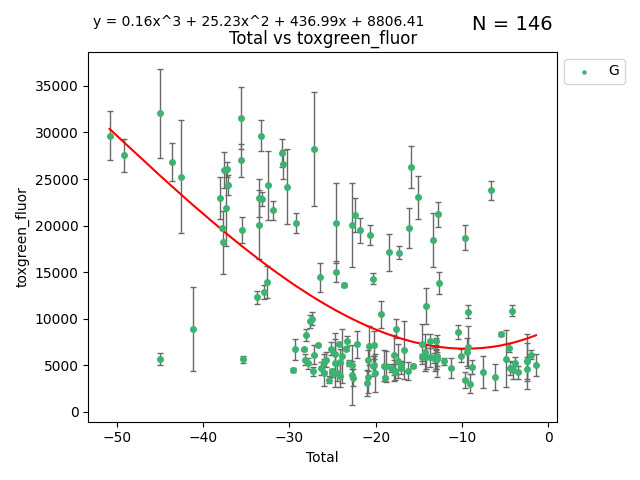 y = 0.16x^3 + 25.23x^2 + 436.99x + 8806.41
N = 146
Total vs toxgreen_fluor
G
35000
30000
25000
20000
15000
10000
5000
0
toxgreen_fluor
−50 −40 −30 −20 −10 0
Total